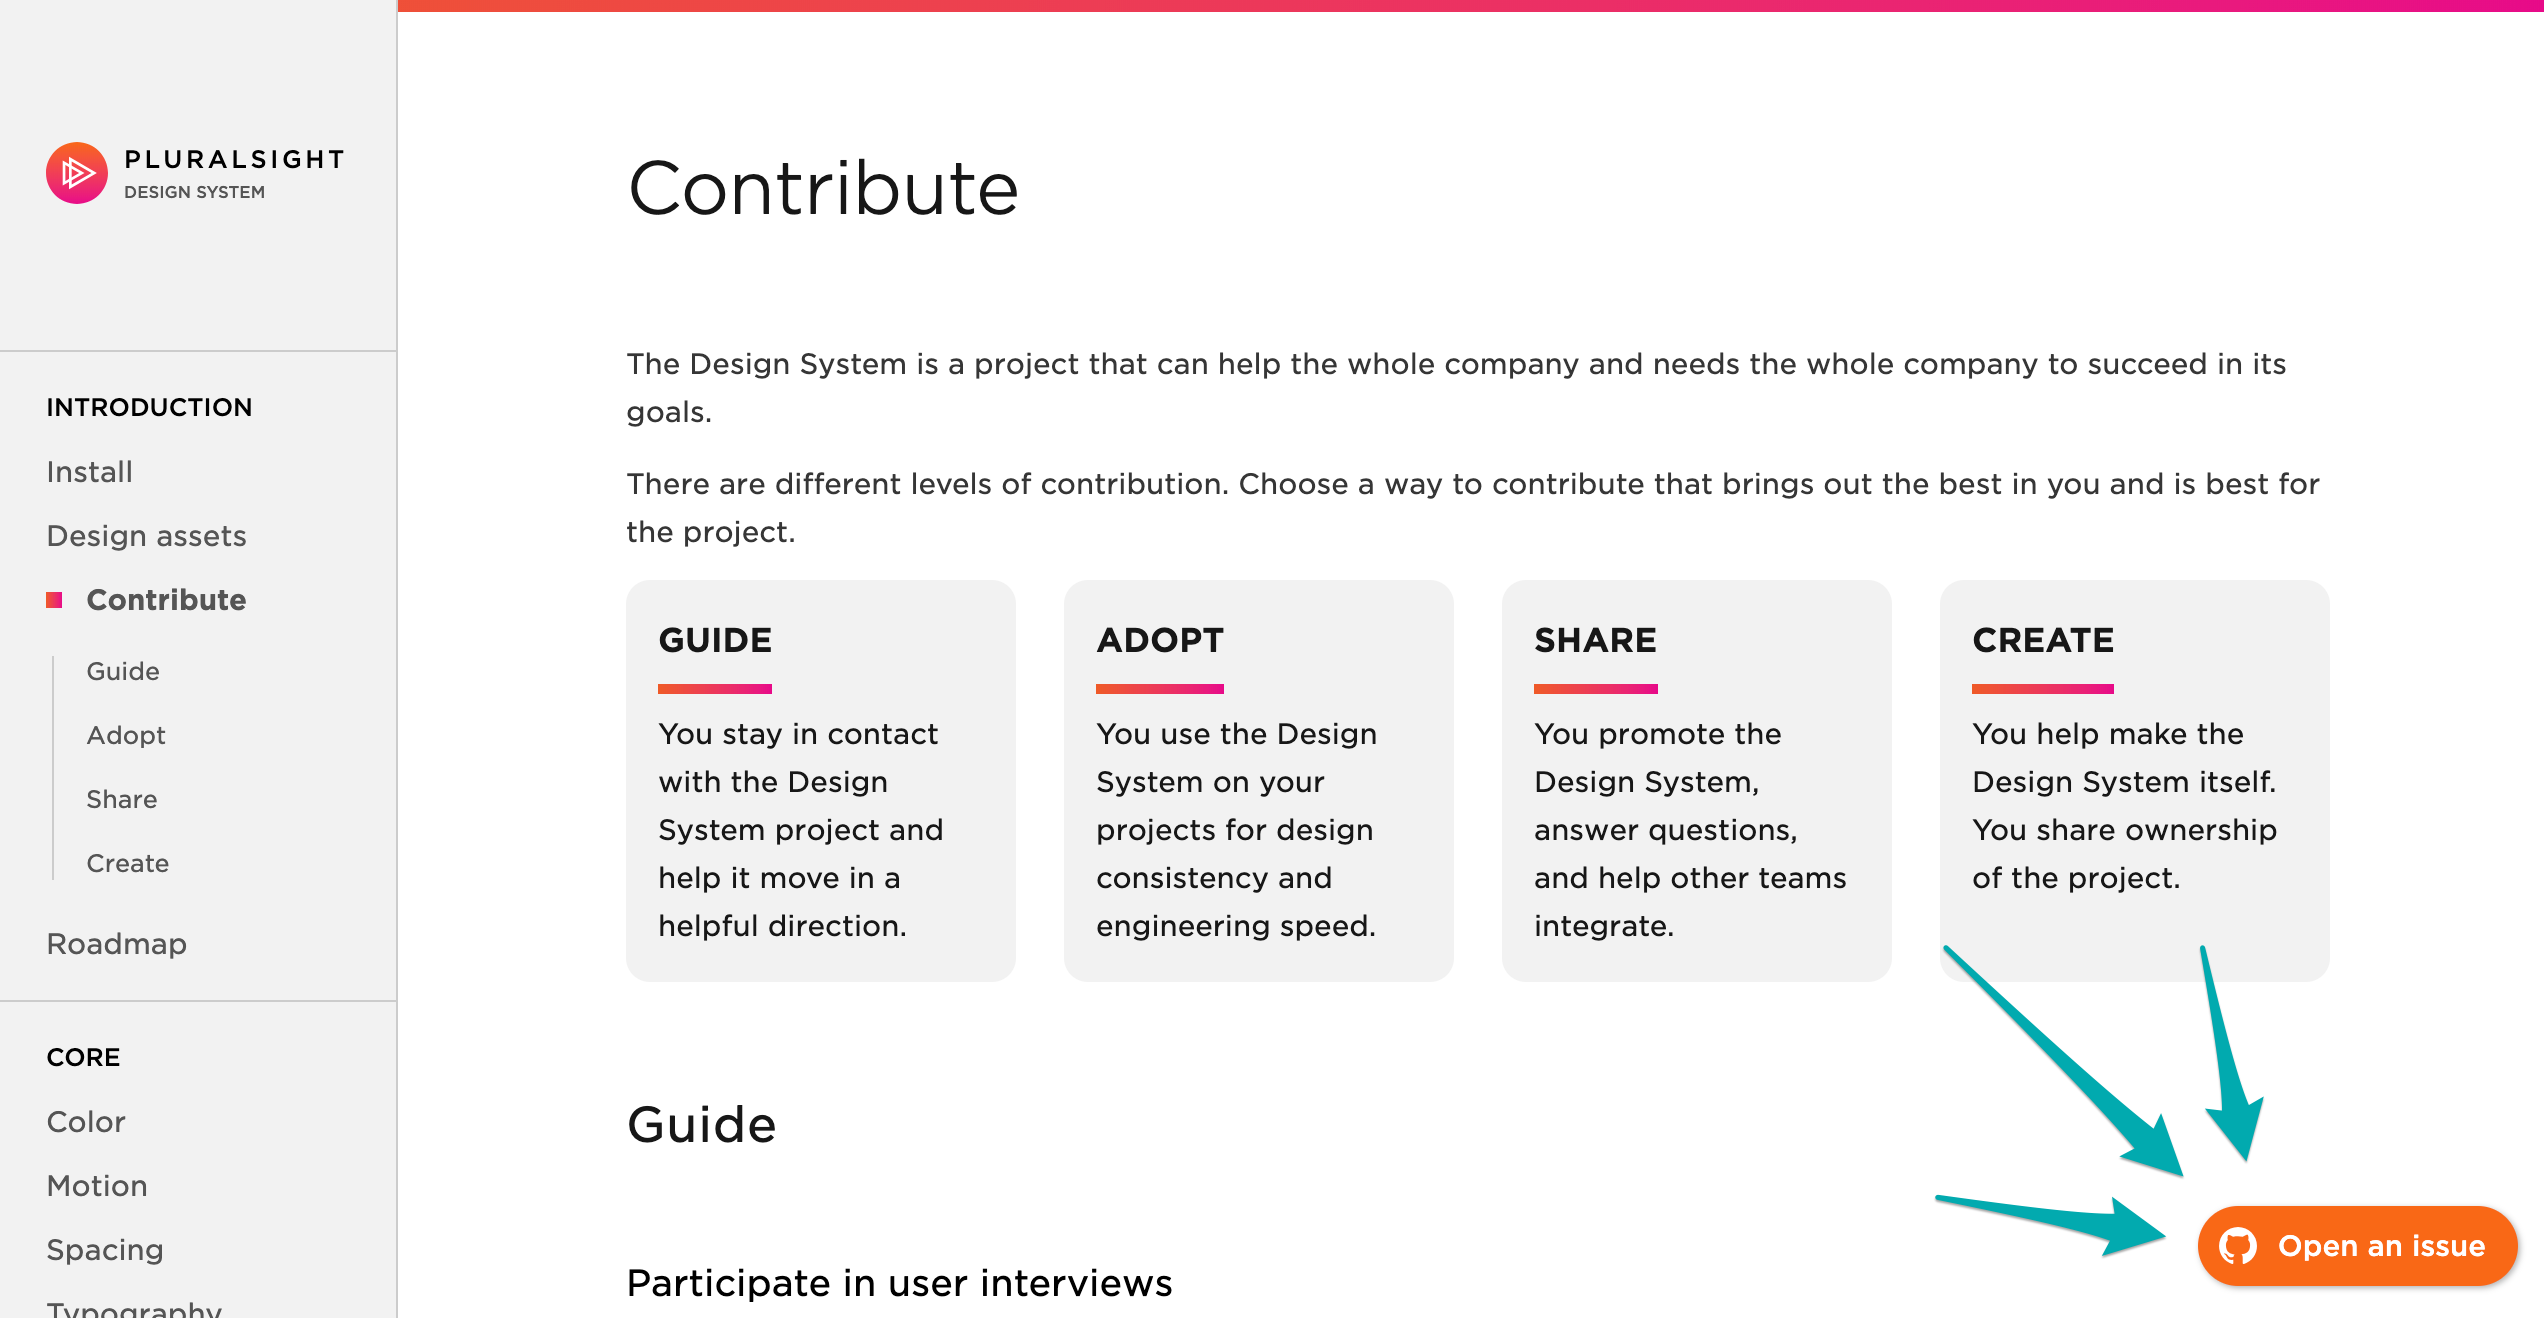 PLURALSIGHT
DESIGN SYSTEM
INTRODUCTION
Install
Design assets
Contribute
Guide
Adopt
Share
Create
Roadmap
CORE
Color
Motion
Spacing
Typography
Contribute
The Design System is a project that can help the whole company and needs the whole company to succeed in its
goals.
There are different levels of contribution. Choose a way to contribute that brings out the best in you and is best for
the project.
GUIDE
You stay in contact
with the Design
System project and
help it move in a
helpful direction.
ADOPT
You use the Design
System on your
projects for design
consistency and
engineering speed.
SHARE
You promote the
Design System,
answer questions,
and help other teams
integrate.
CREATE
You help make the
Design System itself.
You share ownership
of the project.
Guide
Participate in user interviews
Open an issue